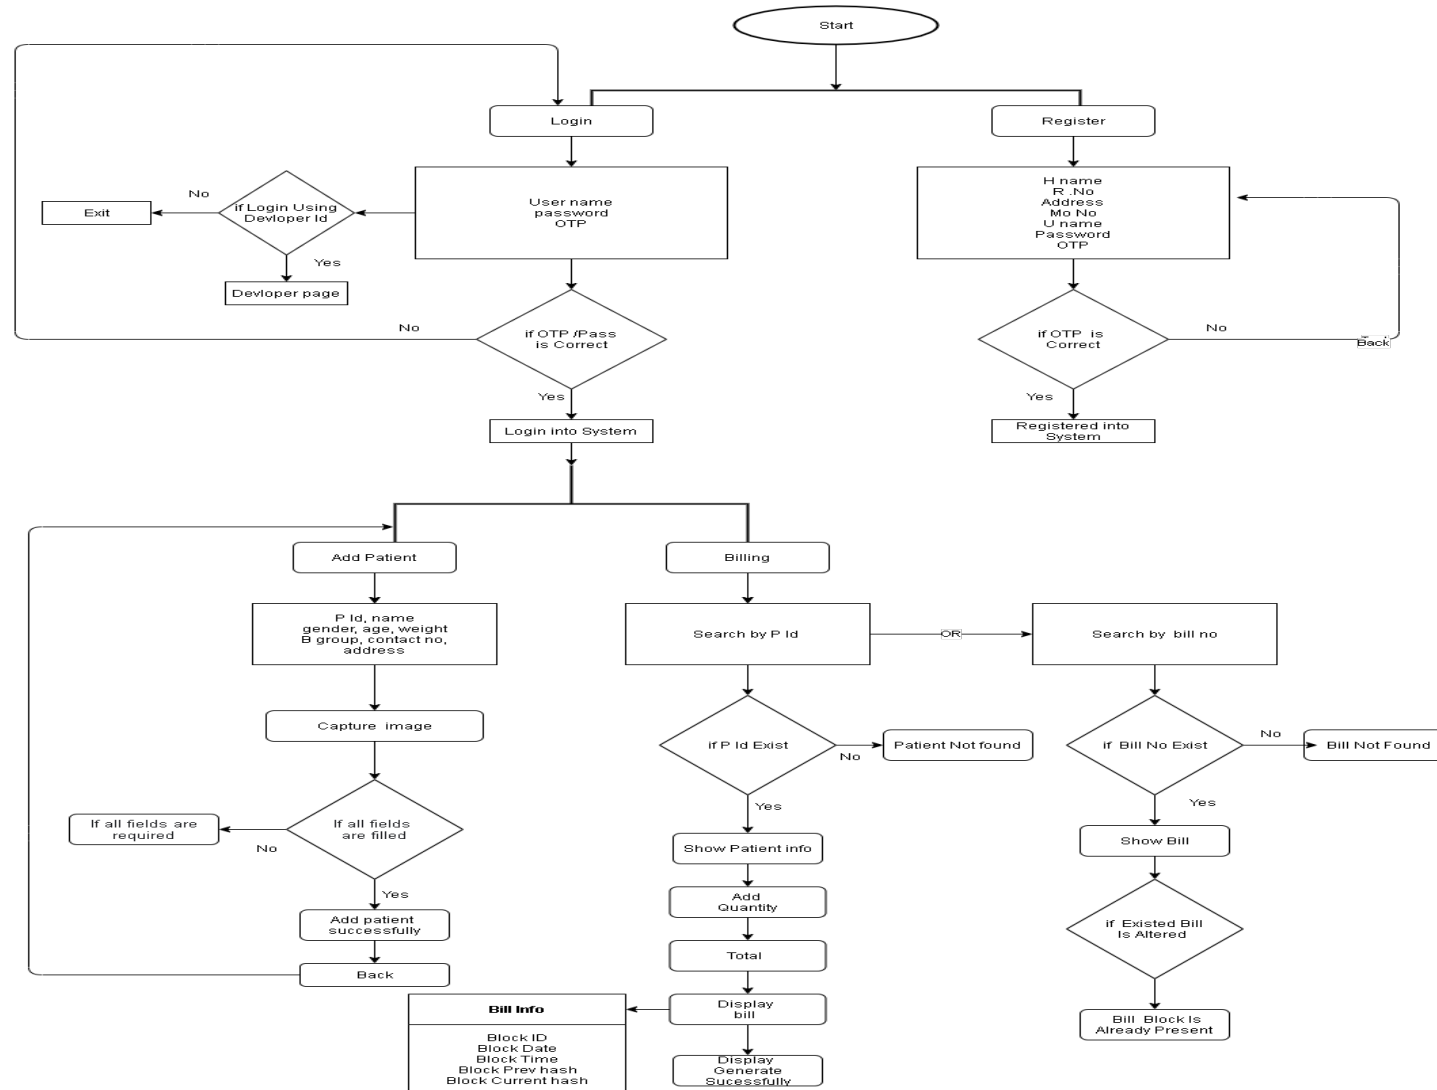 Start
Login
Register
User name
password
OTP
H name
R .No
Address
Mo No
U name
Password
OTP
No
if Login Using
Devloper Id
Exit
Yes
Devloper page
No
if OTP /Pass
is Correct
if OTP is
Correct
No
Back
Yes
Yes
Login into System
Registered into
System
Add Patient
Billing
P Id, name
gender, age, weight
B group, contact no,
address
Search by P Id
OR
Search by bill no
Capture image
if P Id Exist
No
Patient Not found
if Bill No Exist
No
Bill Not Found
Yes
Yes
If all fields are
required
No
If all fields
are filled
Show Patient info
Show Bill
Yes
Add
Quantity
Add patient
successfully
if Existed Bill
Is Altered
Total
Back
Bill Info
Display
bill
Bill Block Is
Already Present
Block ID
Block Date
Block Time
Block Prev hash
Block Current hash
Display
Generate
Sucessfully